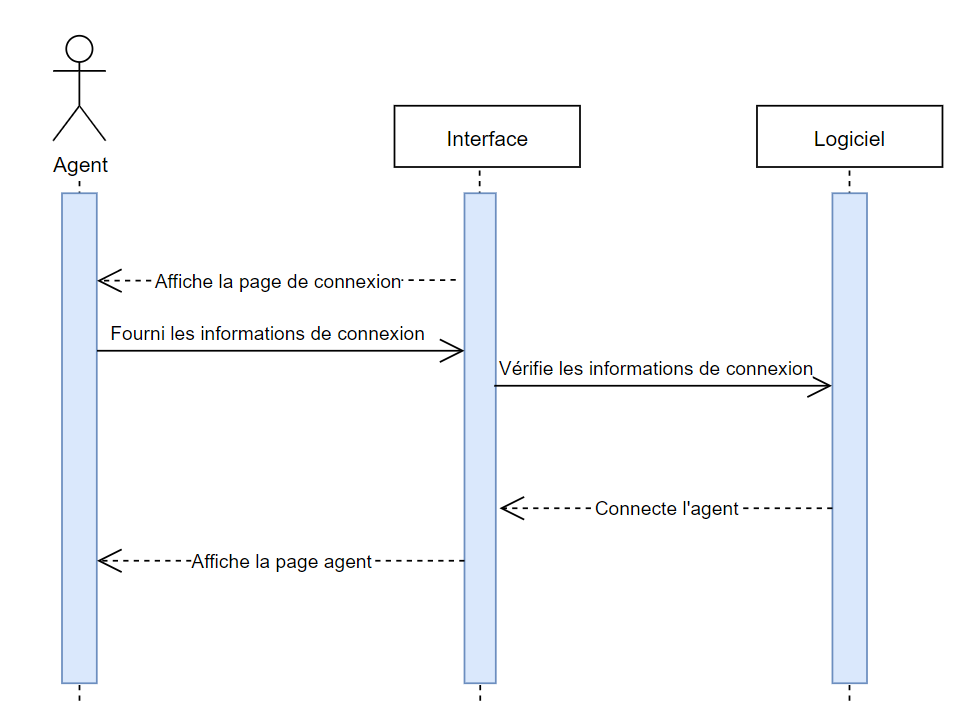 Agent
Interface
Logiciel
Affiche la page de connexion
Fourni les informations de connexion
Vérifie les informations de connexion
Connecte l'agent
Affiche la page agent